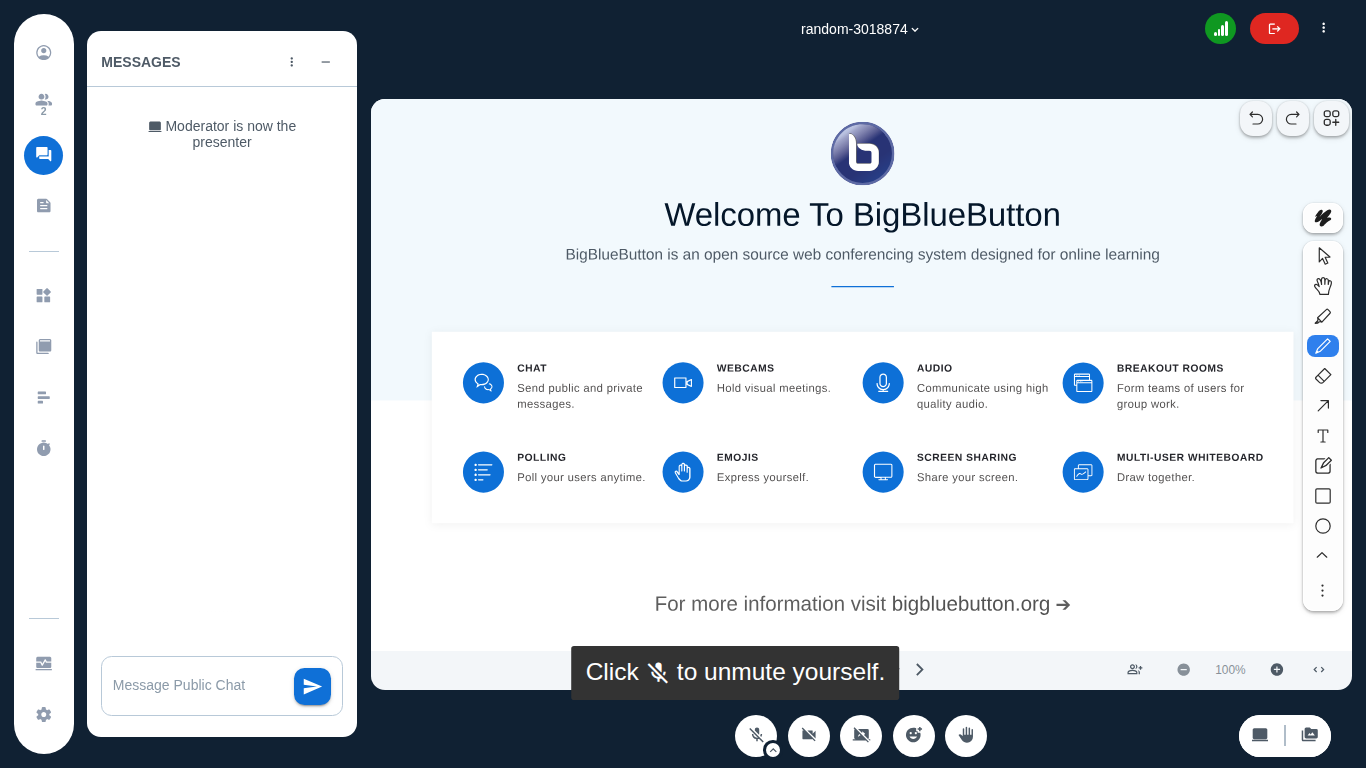 random-3018874
2
MESSAGES
Moderator is now the
presenter
Message Public Chat
Welcome To BigBlueButton
BigBlueButton is an open source web conferencing system designed for online learning
CHAT
Send public and private
messages.
WEBCAMS
Hold visual meetings.
AUDIO
Communicate using high
quality audio.
BREAKOUT ROOMS
Form teams of users for
group work.
POLLING
Poll your users anytime.
EMOJIS
Express yourself.
SCREEN SHARING
Share your screen.
MULTI-USER WHITEBOARD
Draw together.
For more information visit bigbluebutton.org ➔
Click to unmute yourself.
100%